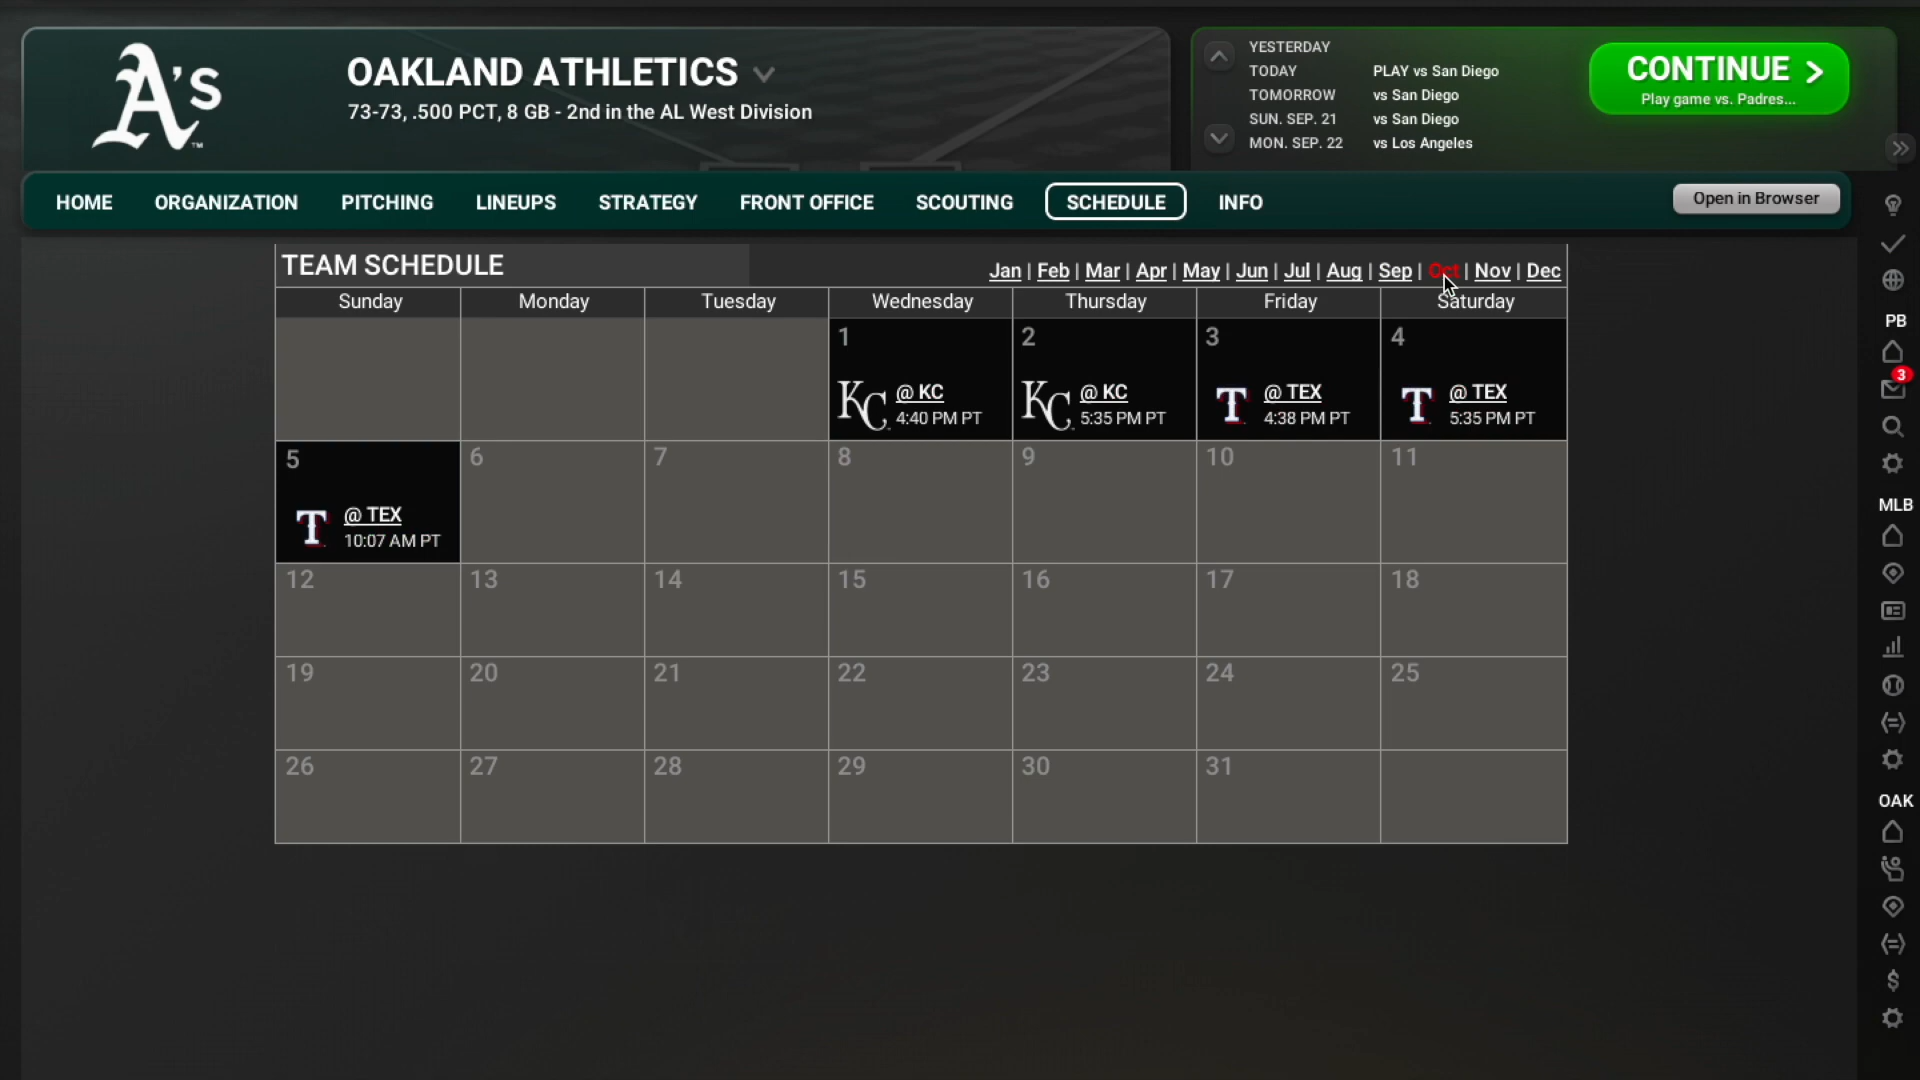 A's
TM
OAKLAND ATHLETICS
73-73, .500 PCT, 8 GB - 2nd in the AL West Division
YESTERDAY
TODAY PLAY vs San Diego
TOMORROW vs San Diego
SUN. SEP. 21 vs San Diego
MON. SEP. 22 vs Los Angeles
CONTINUE
Play game vs. Padres...
HOME ORGANIZATION PITCHING LINEUPS STRATEGY FRONT OFFICE SCOUTING SCHEDULE INFO
Open in Browser
TEAM SCHEDULE
Jan | Feb | Mar | Apr | May | Jun | Jul | Aug | Sep | Oct | Nov | Dec
Sunday Monday Tuesday Wednesday Thursday Friday Saturday
1 2 3 4
KC @ KC KC @ KC T @ TEX T @ TEX
4:40 PM PT 5:35 PM PT 4:38 PM PT 5:35 PM PT
5 6 7 8 9 10 11
T @ TEX
10:07 AM PT
12 13 14 15 16 17 18
19 20 21 22 23 24 25
26 27 28 29 30 31
PB
3
MLB
OAK
$